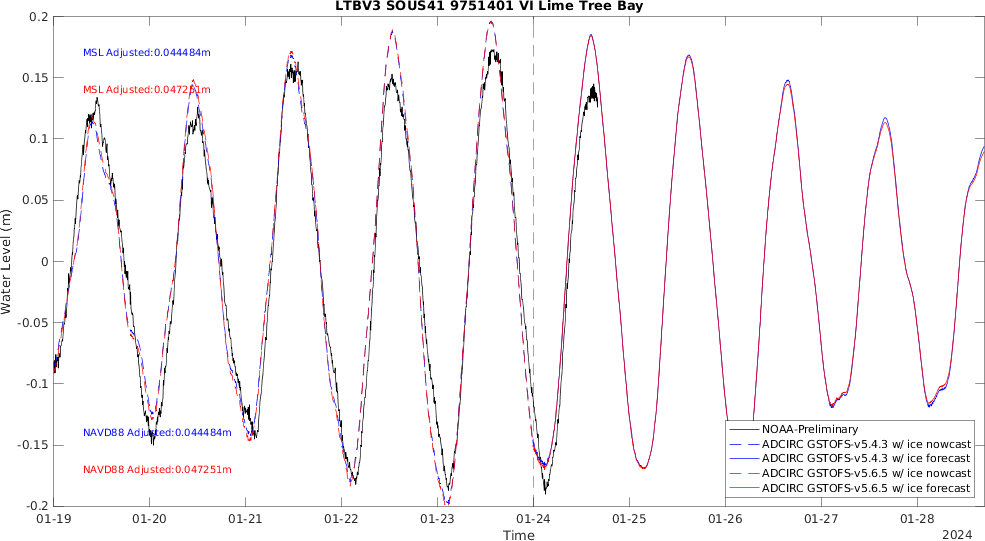 LTBV3 SOUS41 9751401 VI Lime Tree Bay
0.2
0.15
0.1
0.05
0
-0.05
-0.1
-0.15
-0.2
Water Level (m)
MSL Adjusted:0.044484m
MSL Adjusted:0.047251m
NAVD88 Adjusted:0.044484m
NAVD88 Adjusted:0.047251m
NOAA-Preliminary
ADCIRC GSTOFS-v5.4.3 w/ ice nowcast
ADCIRC GSTOFS-v5.4.3 w/ ice forecast
ADCIRC GSTOFS-v5.6.5 w/ ice nowcast
ADCIRC GSTOFS-v5.6.5 w/ ice forecast
01-19 01-20 01-21 01-22 01-23 01-24 01-25 01-26 01-27 01-28
Time
2024